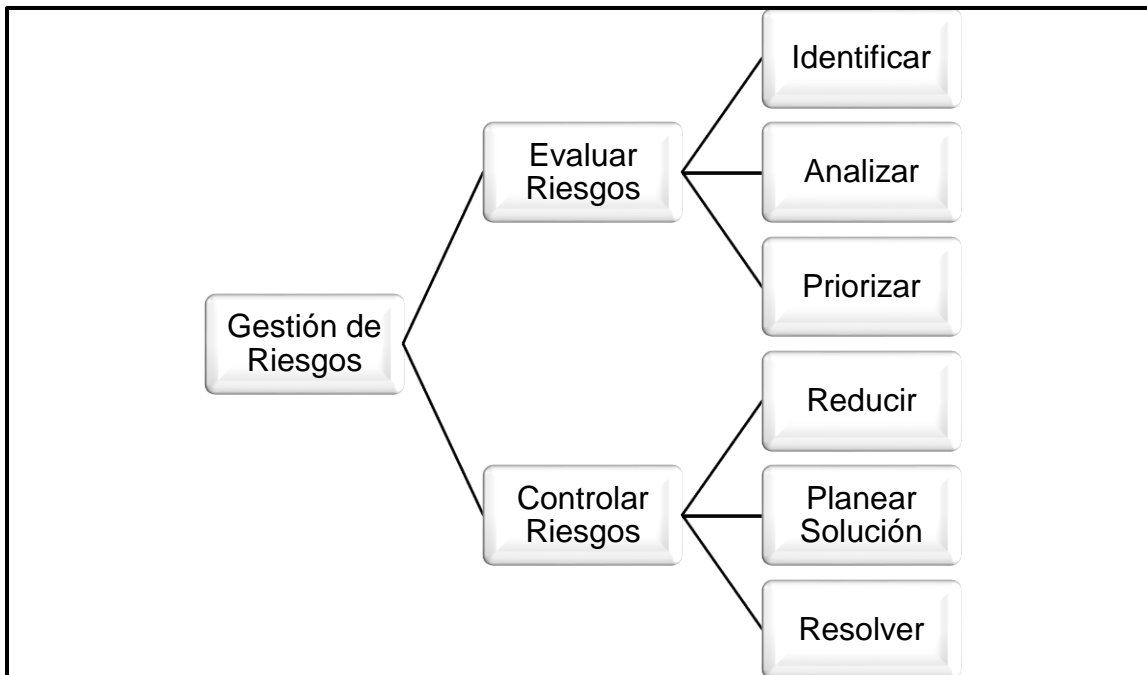 Identificar
Evaluar
Riesgos
Analizar
Priorizar
Gestión de
Riesgos
Reducir
Controlar
Riesgos
Planear
Solución
Resolver